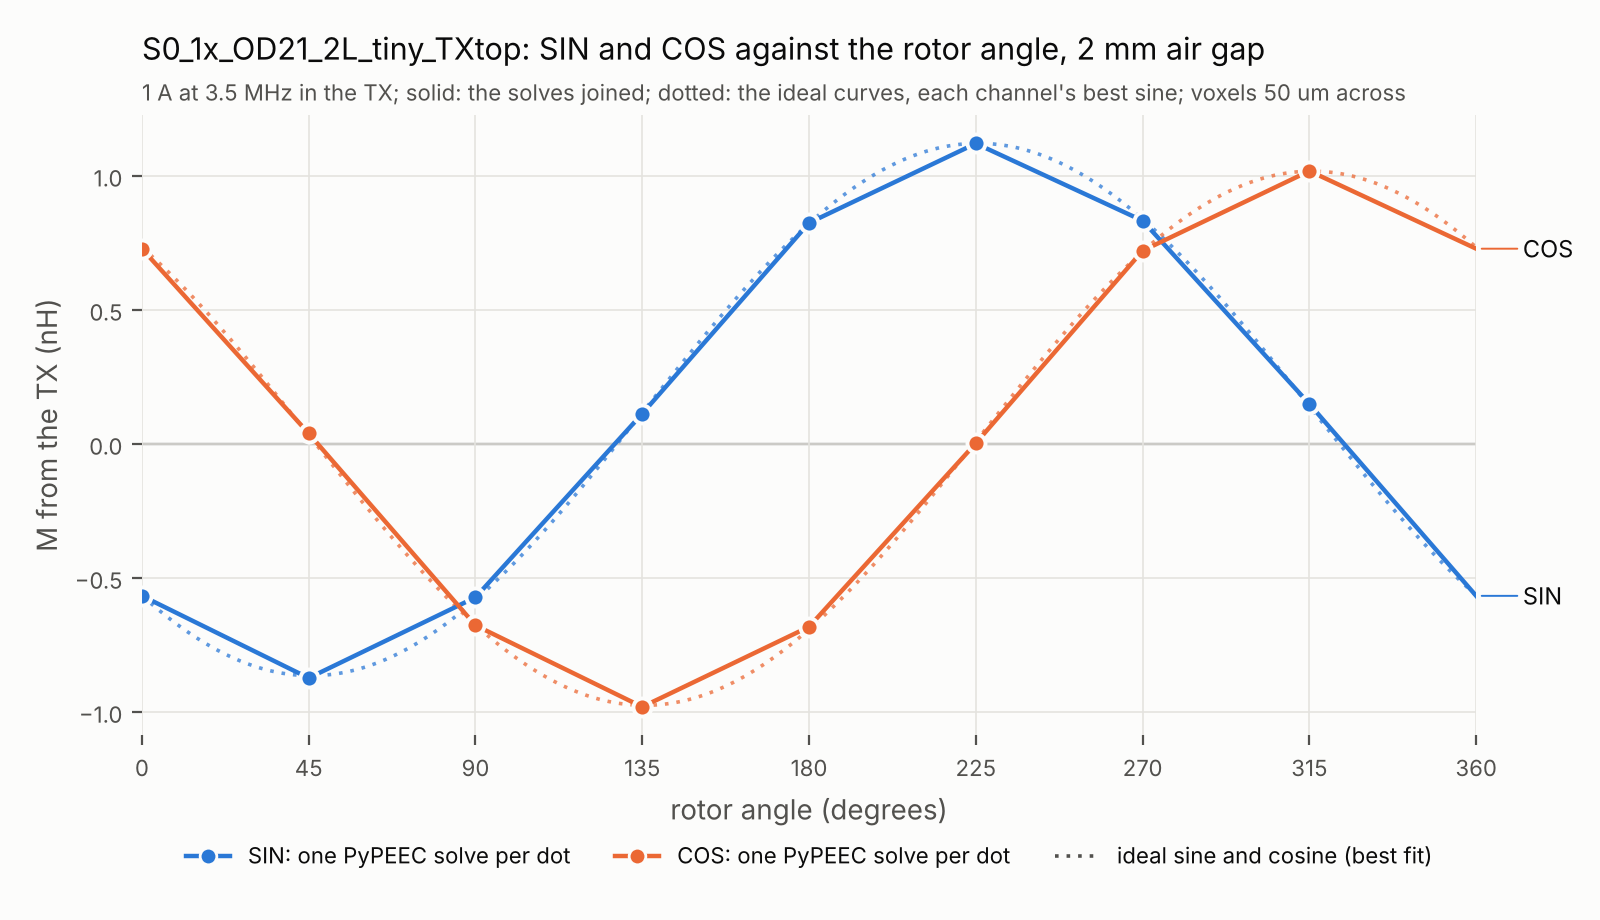 S0_1x_OD21_2L_tiny_TXtop: SIN and COS against the rotor angle, 2 mm air gap
1 A at 3.5 MHz in the TX; solid: the solves joined; dotted: the ideal curves, each channel's best sine; voxels 50 um across
M from the TX (nH)
1.0
0.5
0.0
−0.5
−1.0
COS
SIN
0 45 90 135 180 225 270 315 360
rotor angle (degrees)
SIN: one PyPEEC solve per dot COS: one PyPEEC solve per dot ideal sine and cosine (best fit)